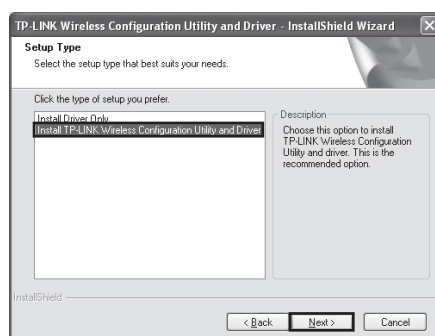 TP-LINK Wireless Configuration Utility and Driver - InstallShield Wizard
Setup Type
Select the setup type that best suits your needs.
Click the type of setup you prefer.
Install Driver Only
Install TP-LINK Wireless Configuration Utility and Driver
Description
Choose this option to install
TP-LINK Wireless Configuration
Utility and driver. This is the
recommended option.
InstallShield
< Back
Next >
Cancel